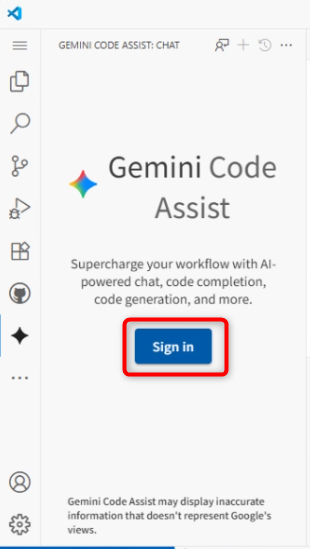 GEMINI CODE ASSIST: CHAT
Gemini Code
Assist
Supercharge your workflow with AI-
powered chat, code completion,
code generation, and more.
Sign in
Gemini Code Assist may display inaccurate
information that doesn't represent Google's
views.